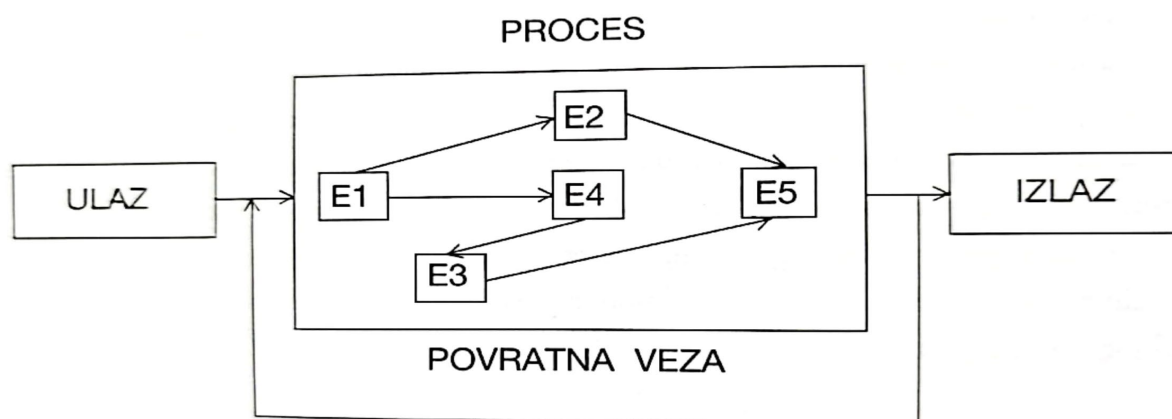 PROCES
E2
ULAZ
E1
E4
E5
IZLAZ
E3
POVRATNA VEZA